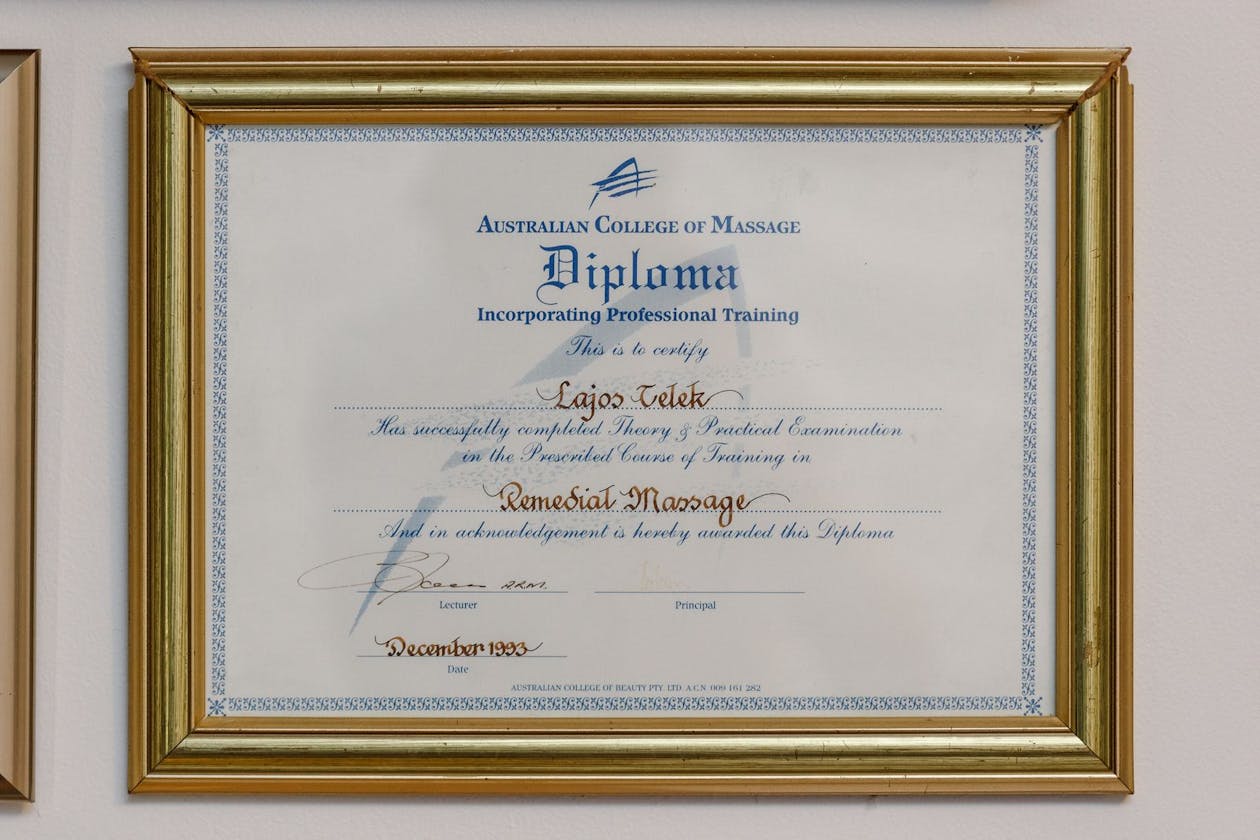 AUSTRALIAN COLLEGE OF MASSAGE
Diploma
Incorporating Professional Training
This is to certify
Lajos Telek
Has successfully completed Theory & Practical Examination
in the Prescribed Course of Training in
Remedial Massage
And in acknowledgement is hereby awarded this Diploma
A.R.M.
Lecturer Principal
December 1993
Date
AUSTRALIAN COLLEGE OF BEAUTY PTY LTD A.C.N 009 161 282